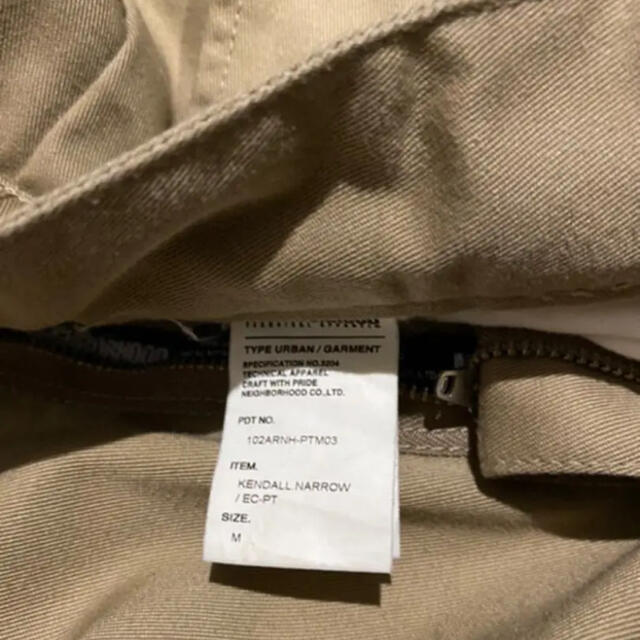 TYPE URBAN / GARMENT
SPECIFICATION NO.3204
TECHNICAL APPAREL
CRAFT WITH PRIDE
NEIGHBORHOOD CO.,LTD.
PDT NO.
102ARNH-PTM03
ITEM.
KENDALL.NARROW
/ EC-PT
SIZE.
M